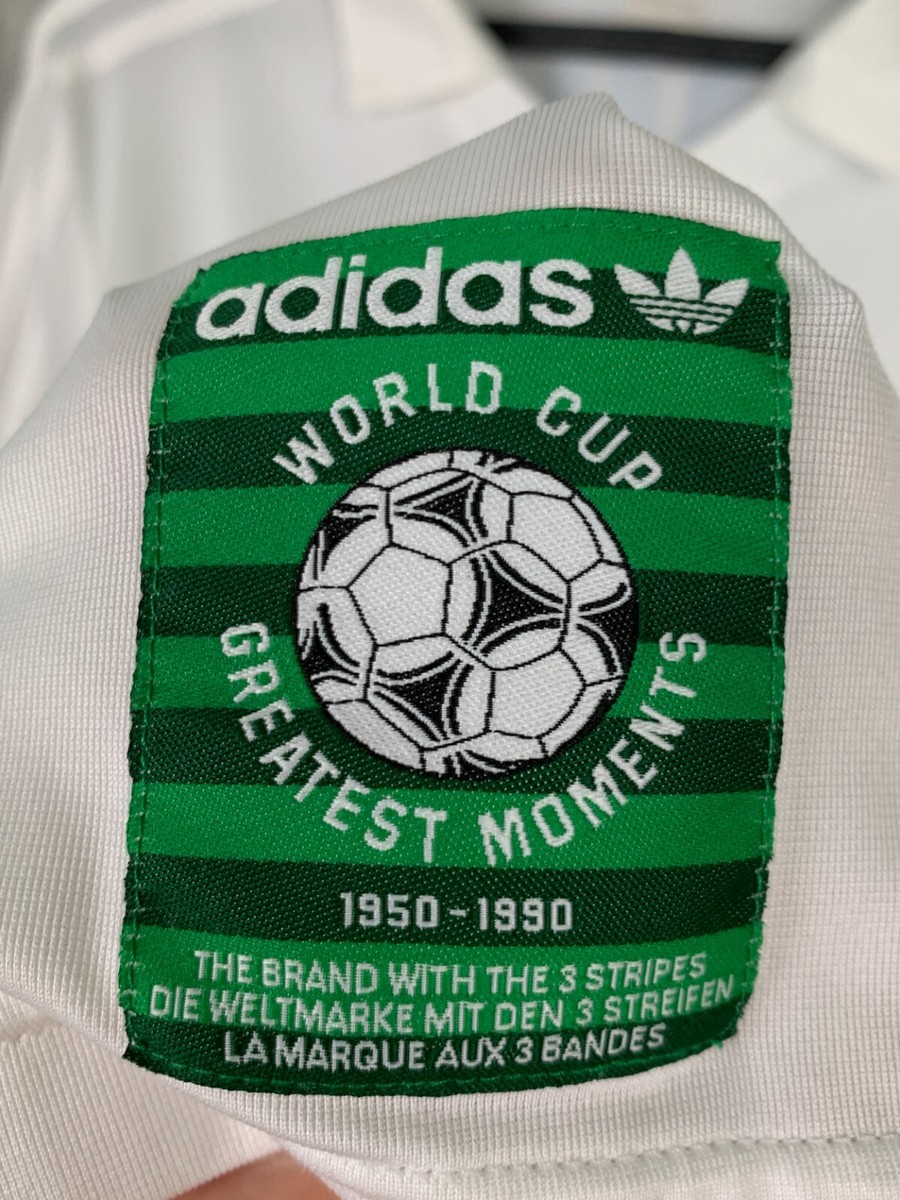 adidas
WORLD CUP
GREATEST MOMENTS
1950-1990
THE BRAND WITH THE 3 STRIPES
DIE WELTMARKE MIT DEN 3 STREIFEN
LA MARQUE AUX 3 BANDES